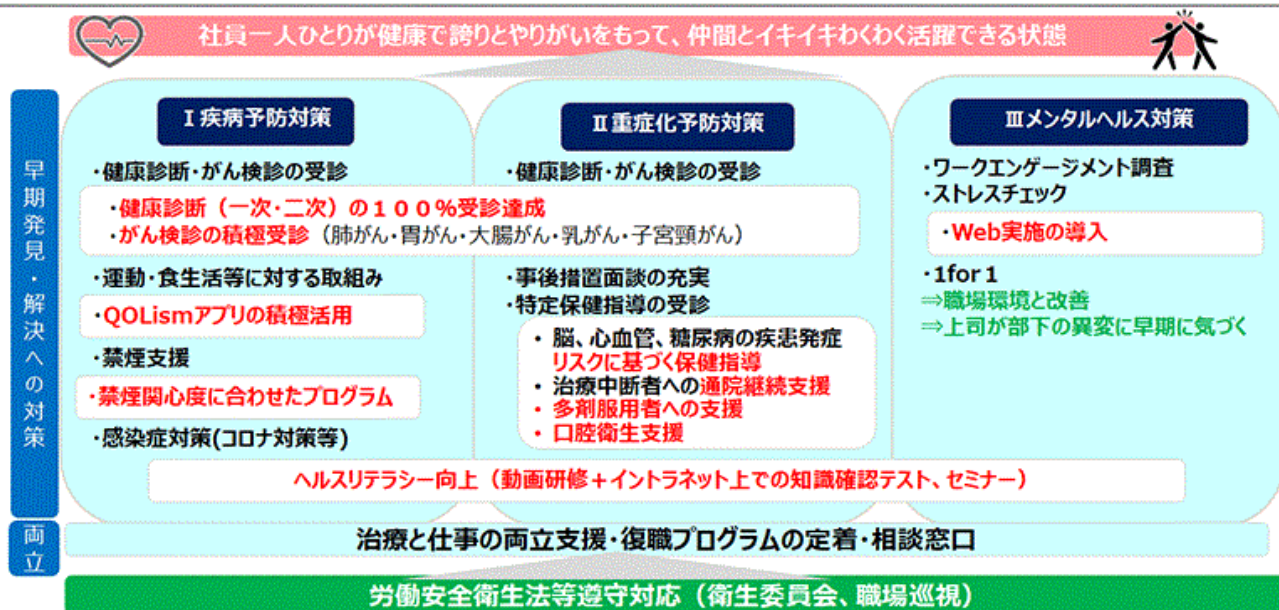 社員一人ひとりが健康で誇りとやりがいをもって、仲間とイキイキわくわく活躍できる状態
早期発見・解決への対策
Ⅰ疾病予防対策
・健康診断・がん検診の受診
・健康診断（一次・二次）の１００％受診達成
・がん検診の積極受診（肺がん・胃がん・大腸がん・乳がん・子宮頸がん）
・運動・食生活等に対する取組み
・QOLismアプリの積極活用
・禁煙支援
・禁煙関心度に合わせたプログラム
・感染症対策(コロナ対策等)
Ⅱ重症化予防対策
・健康診断・がん検診の受診
・事後措置面談の充実
・特定保健指導の受診
・ 脳、心血管、糖尿病の疾患発症
リスクに基づく保健指導
・ 治療中断者への通院継続支援
・ 多剤服用者への支援
・ 口腔衛生支援
Ⅲメンタルヘルス対策
・ワークエンゲージメント調査
・ストレスチェック
・Web実施の導入
・1for 1
⇒職場環境と改善
⇒上司が部下の異変に早期に気づく
ヘルスリテラシー向上（動画研修＋イントラネット上での知識確認テスト、セミナー）
両立
治療と仕事の両立支援・復職プログラムの定着・相談窓口
労働安全衛生法等遵守対応（衛生委員会、職場巡視）